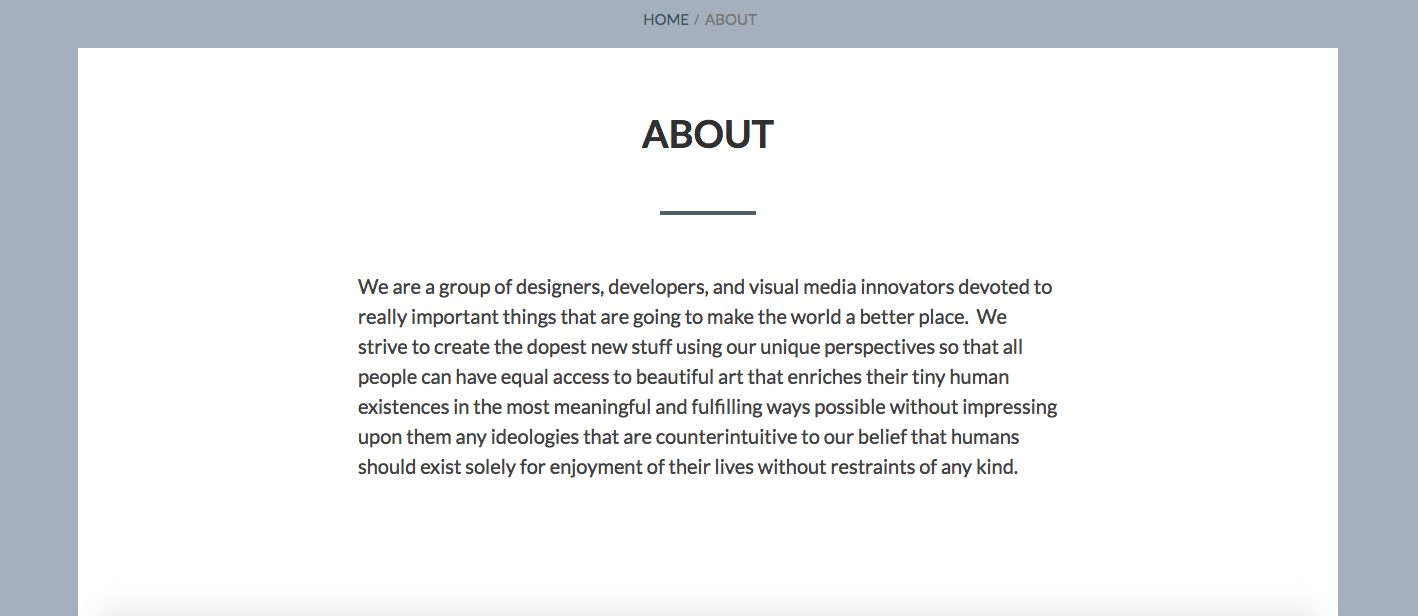 HOME / ABOUT
ABOUT
We are a group of designers, developers, and visual media innovators devoted to
really important things that are going to make the world a better place.  We
strive to create the dopest new stuff using our unique perspectives so that all
people can have equal access to beautiful art that enriches their tiny human
existences in the most meaningful and fulfilling ways possible without impressing
upon them any ideologies that are counterintuitive to our belief that humans
should exist solely for enjoyment of their lives without restraints of any kind.